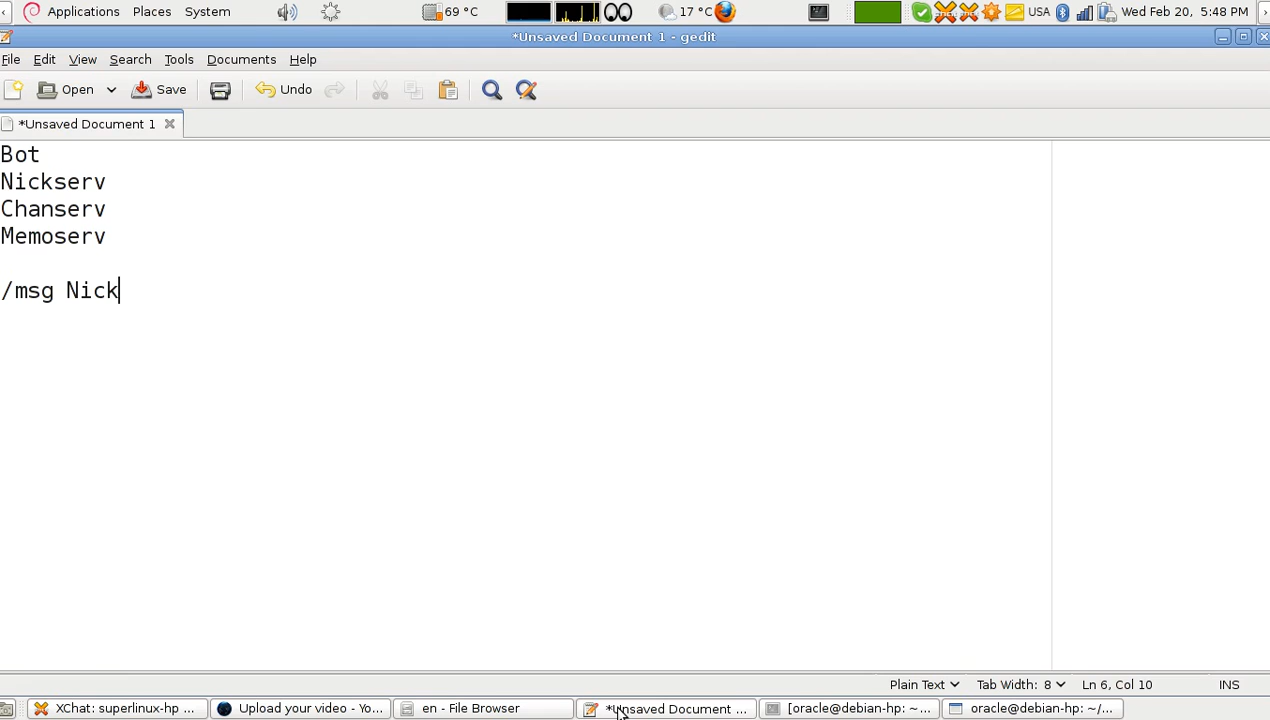 Applications Places System 69 °C 17 °C USA Wed Feb 20, 5:48 PM
*Unsaved Document 1 - gedit
File Edit View Search Tools Documents Help
Open Save Undo
*Unsaved Document 1
Bot
Nickserv
Chanserv
Memoserv
/msg Nick
Plain Text Tab Width: 8 Ln 6, Col 10 INS
XChat: superlinux-hp ... Upload your video - Yo... en - File Browser *Unsaved Document ... [oracle@debian-hp: ~... oracle@debian-hp: ~/...